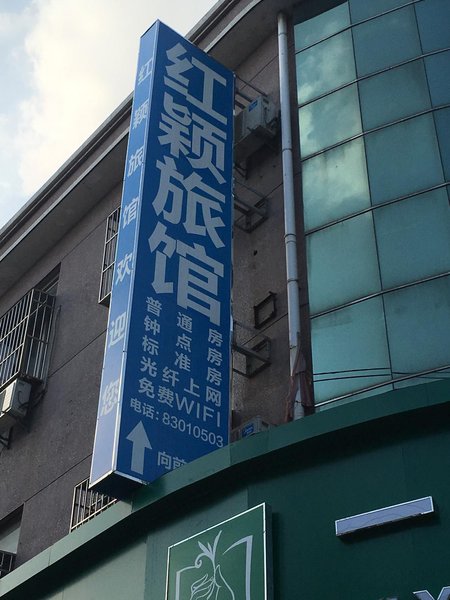 红颖旅馆欢迎您
红颖旅馆
普通房
钟点房
标准房
光纤上网
免费WIFI
电话:83010503
向前
一